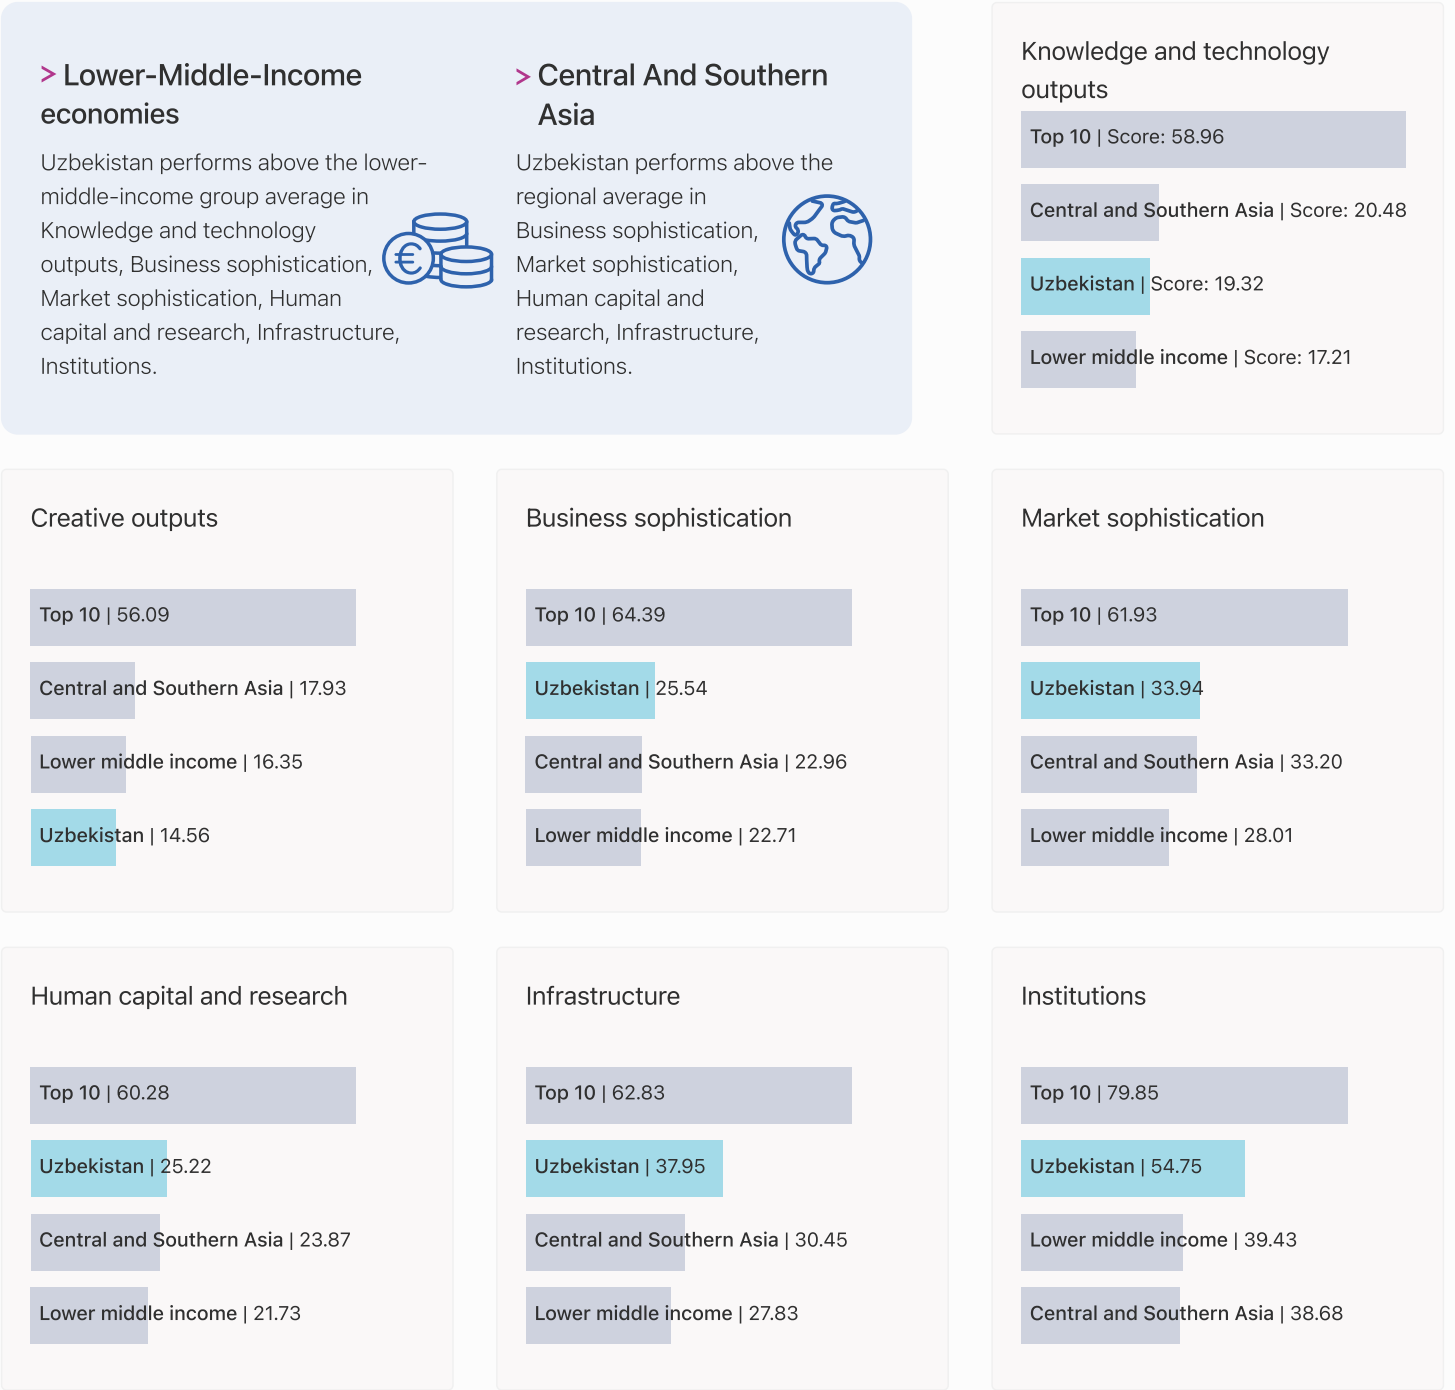 > Lower-Middle-Income
economies
Uzbekistan performs above the lower-
middle-income group average in
Knowledge and technology
outputs, Business sophistication,
Market sophistication, Human
capital and research, Infrastructure,
Institutions.
> Central And Southern
Asia
Uzbekistan performs above the
regional average in
Business sophistication,
Market sophistication,
Human capital and
research, Infrastructure,
Institutions.
Knowledge and technology
outputs
Top 10 | Score: 58.96
Central and Southern Asia | Score: 20.48
Uzbekistan | Score: 19.32
Lower middle income | Score: 17.21
Creative outputs
Top 10 | 56.09
Central and Southern Asia | 17.93
Lower middle income | 16.35
Uzbekistan | 14.56
Business sophistication
Top 10 | 64.39
Uzbekistan | 25.54
Central and Southern Asia | 22.96
Lower middle income | 22.71
Market sophistication
Top 10 | 61.93
Uzbekistan | 33.94
Central and Southern Asia | 33.20
Lower middle income | 28.01
Human capital and research
Top 10 | 60.28
Uzbekistan | 25.22
Central and Southern Asia | 23.87
Lower middle income | 21.73
Infrastructure
Top 10 | 62.83
Uzbekistan | 37.95
Central and Southern Asia | 30.45
Lower middle income | 27.83
Institutions
Top 10 | 79.85
Uzbekistan | 54.75
Lower middle income | 39.43
Central and Southern Asia | 38.68